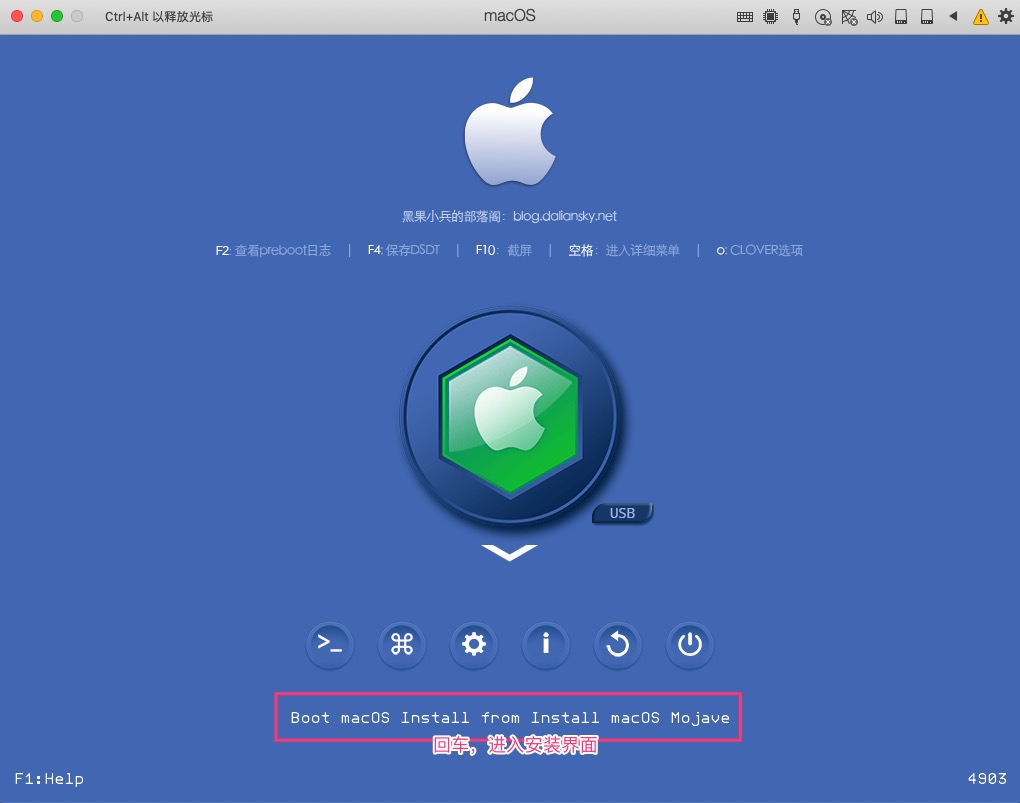 Ctrl+Alt 以释放光标 macOS
黑果小兵的部落阁：blog.daliansky.net
F2: 查看preboot日志 | F4: 保存DSDT | F10: 截屏 | 空格: 进入详细菜单 | o: CLOVER选项
USB
Boot macOS Install from Install macOS Mojave
回车，进入安装界面
F1:Help 4903